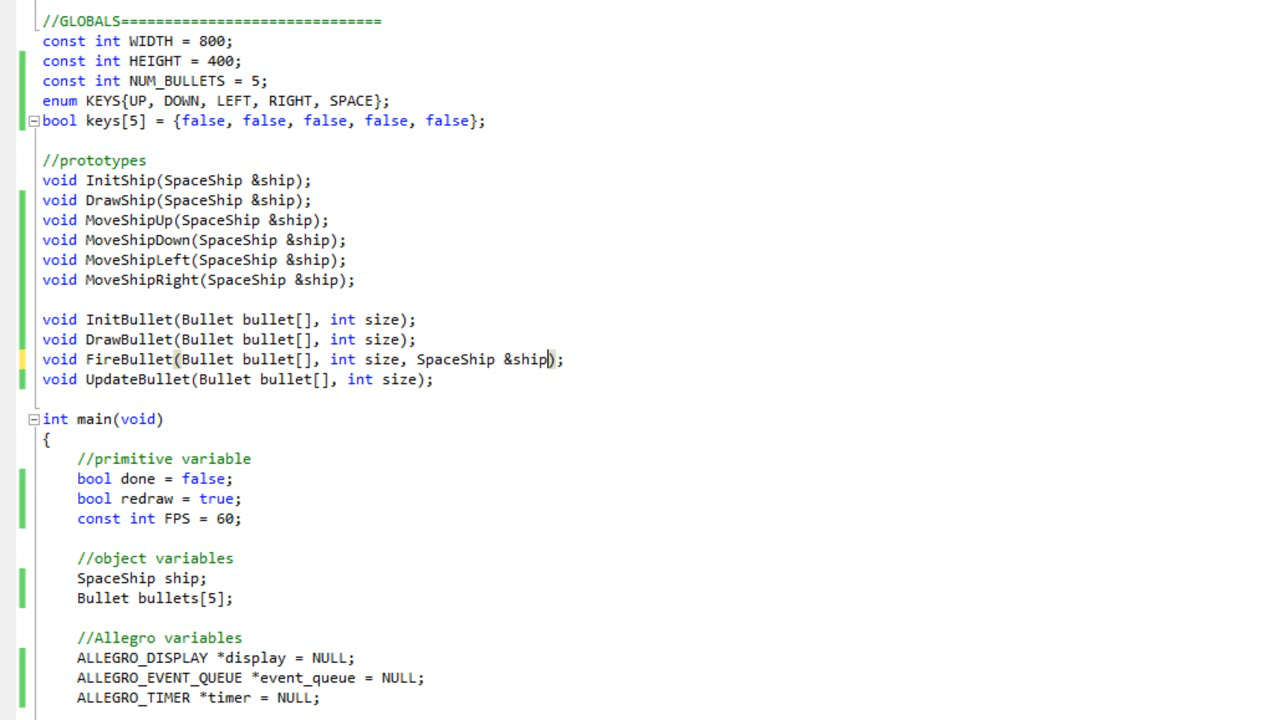 //GLOBALS==============================
const int WIDTH = 800;
const int HEIGHT = 400;
const int NUM_BULLETS = 5;
enum KEYS{UP, DOWN, LEFT, RIGHT, SPACE};
bool keys[5] = {false, false, false, false, false};
//prototypes
void InitShip(SpaceShip &ship);
void DrawShip(SpaceShip &ship);
void MoveShipUp(SpaceShip &ship);
void MoveShipDown(SpaceShip &ship);
void MoveShipLeft(SpaceShip &ship);
void MoveShipRight(SpaceShip &ship);
void InitBullet(Bullet bullet[], int size);
void DrawBullet(Bullet bullet[], int size);
void FireBullet(Bullet bullet[], int size, SpaceShip &ship);
void UpdateBullet(Bullet bullet[], int size);
int main(void)
{
//primitive variable
bool done = false;
bool redraw = true;
const int FPS = 60;
//object variables
SpaceShip ship;
Bullet bullets[5];
//Allegro variables
ALLEGRO_DISPLAY *display = NULL;
ALLEGRO_EVENT_QUEUE *event_queue = NULL;
ALLEGRO_TIMER *timer = NULL;